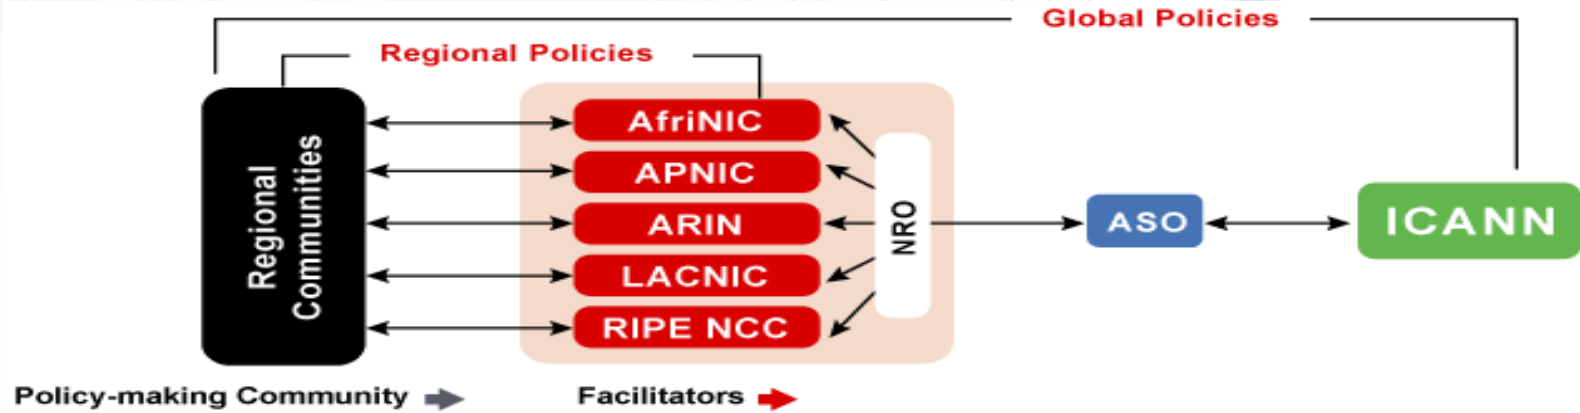 Global Policies
Regional Policies
Regional
Communities
AfriNIC
APNIC
ARIN
LACNIC
RIPE NCC
NRO
ASO
ICANN
Policy-making Community
Facilitators